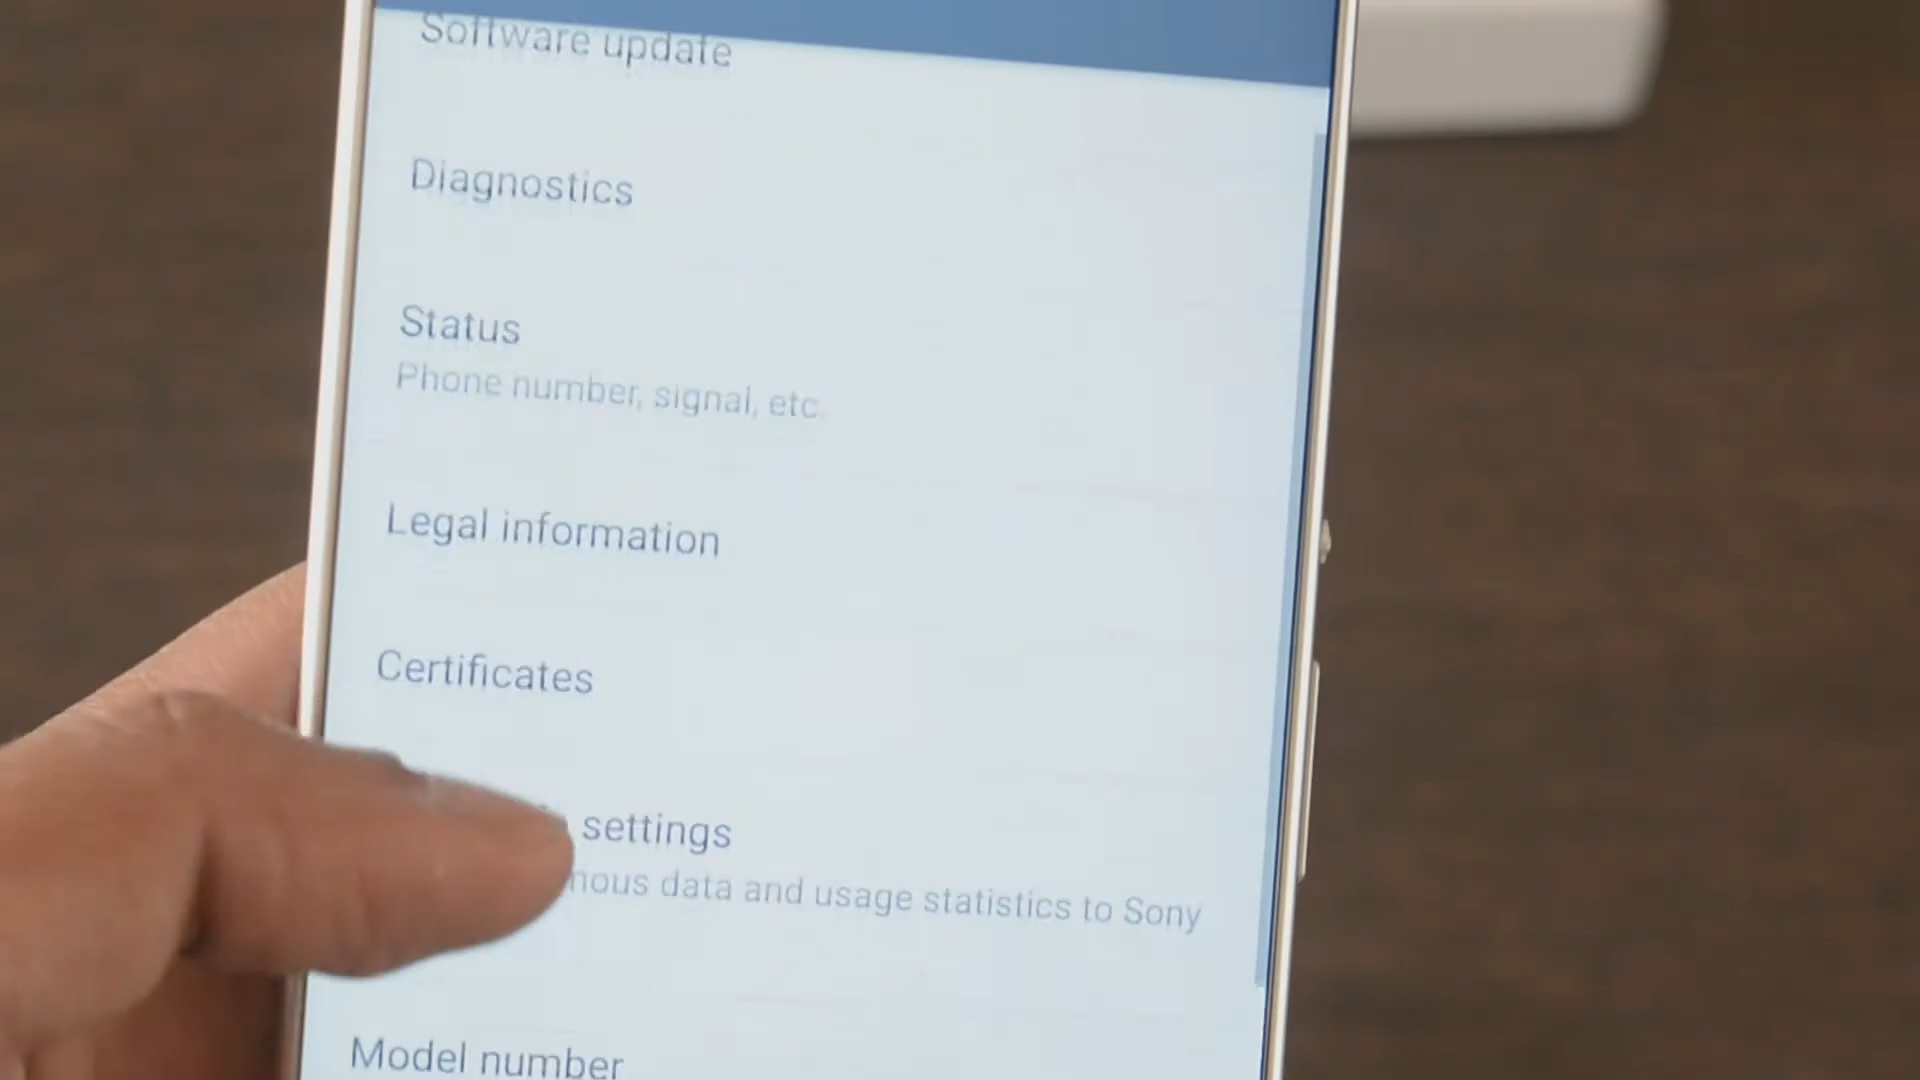 Software update
Diagnostics
Status
Phone number, signal, etc.
Legal information
Certificates
settings
data and usage statistics to Sony
Model number